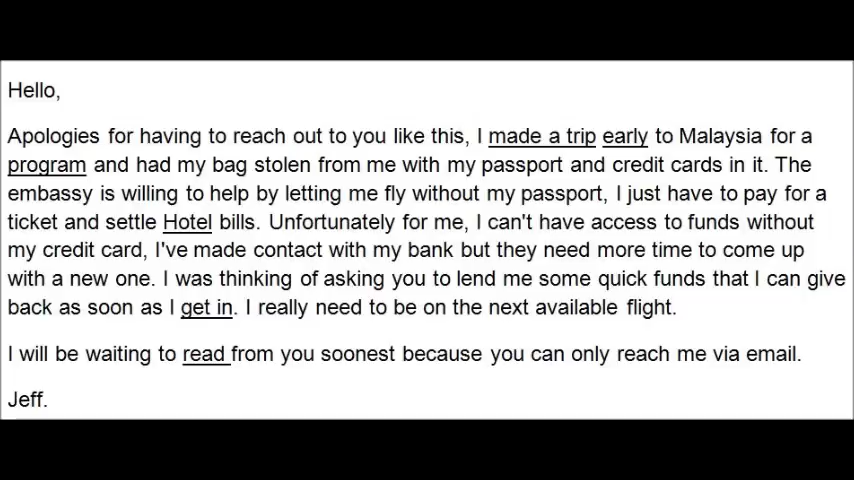 Hello,
Apologies for having to reach out to you like this, I made a trip early to Malaysia for a
program and had my bag stolen from me with my passport and credit cards in it. The
embassy is willing to help by letting me fly without my passport, I just have to pay for a
ticket and settle Hotel bills. Unfortunately for me, I can't have access to funds without
my credit card, I've made contact with my bank but they need more time to come up
with a new one. I was thinking of asking you to lend me some quick funds that I can give
back as soon as I get in. I really need to be on the next available flight.
I will be waiting to read from you soonest because you can only reach me via email.
Jeff.